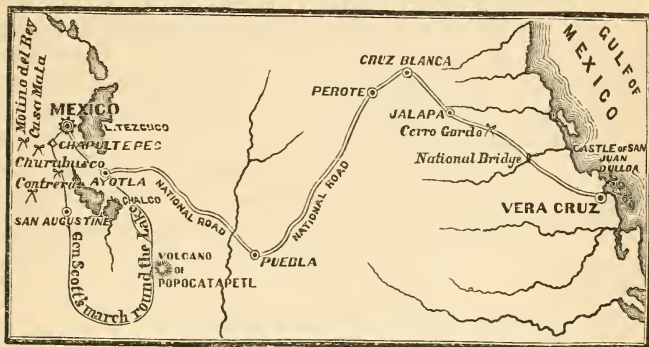 GULF OF
MEXICO
Molino del Rey
Casa Mata
MEXICO
L.TEZCUCO
CHAPULTEPEC
Churubusco
Contreras
AYOTLA
CHALCO
SAN AUGUSTINE
Gen Scott's march round the Lake
VOLCANO
OF
POPOCATAPETL
NATIONAL ROAD
PUEBLA
NATIONAL ROAD
PEROTE
CRUZ BLANCA
JALAPA
Cerro Gordo
National Bridge
CASTLE OF SAN
JUAN
DULLOA
VERA CRUZ